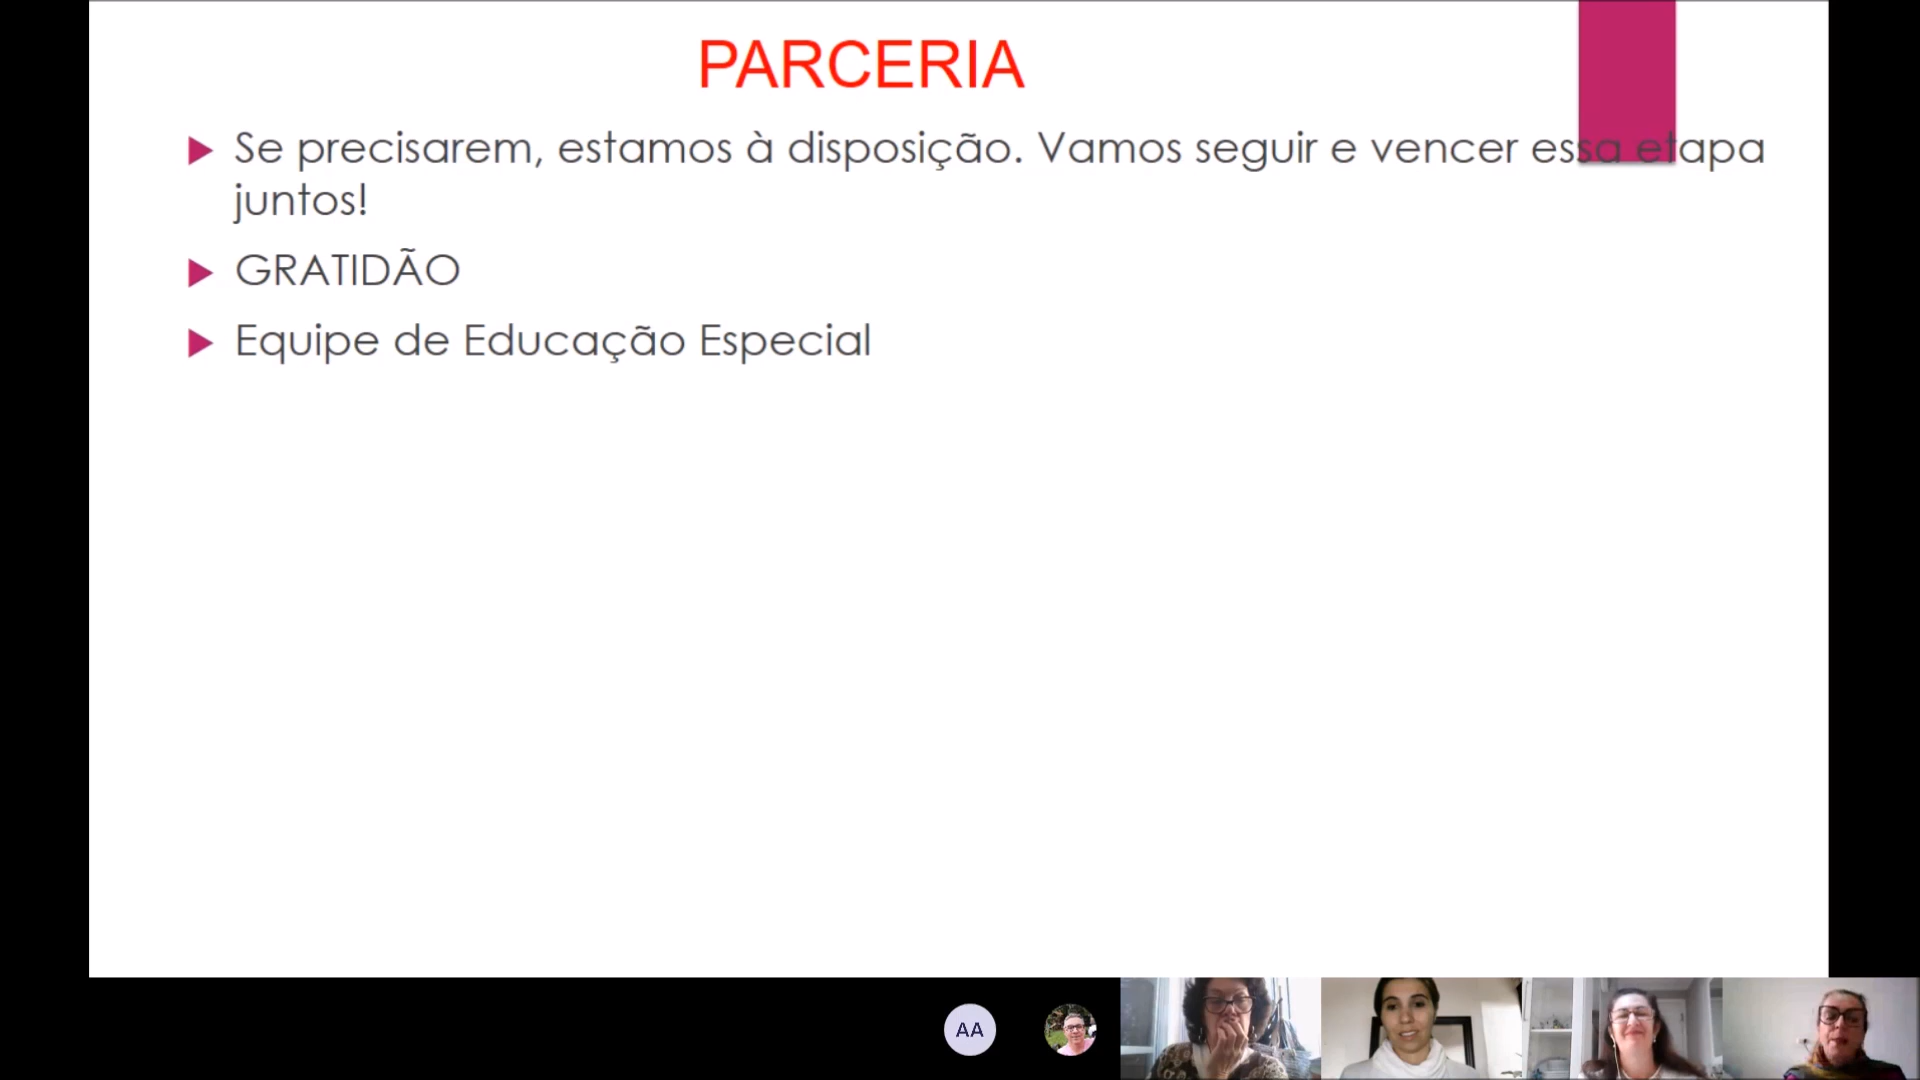 PARCERIA
Se precisarem, estamos à disposição. Vamos seguir e vencer essa etapa
juntos!
GRATIDÃO
Equipe de Educação Especial
AA